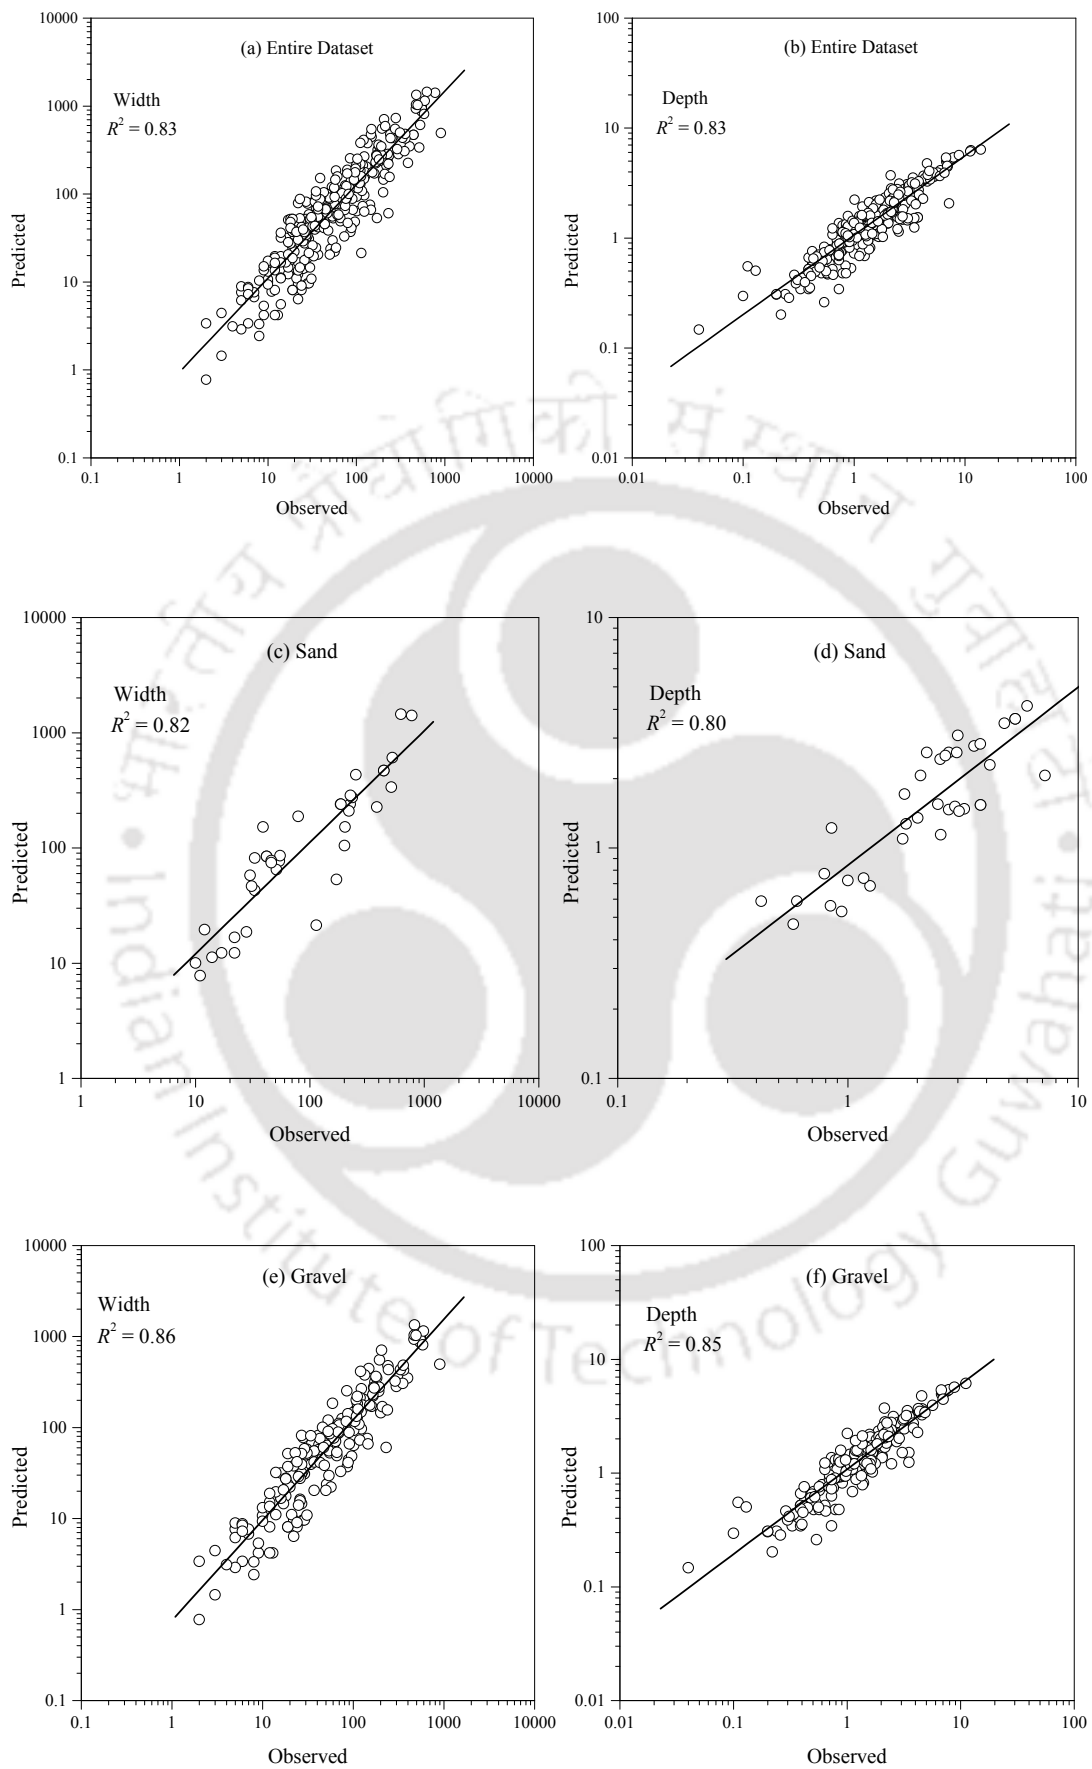 (a) Entire Dataset
Width
R² = 0.83
10000
1000
100
10
1
0.1
Predicted
0.1 1 10 100 1000 10000
Observed
(b) Entire Dataset
Depth
R² = 0.83
100
10
1
0.1
0.01
Predicted
0.01 0.1 1 10 100
Observed
(c) Sand
Width
R² = 0.82
10000
1000
100
10
1
Predicted
1 10 100 1000 10000
Observed
(d) Sand
Depth
R² = 0.80
10
1
0.1
Predicted
0.1 1 10
Observed
(e) Gravel
Width
R² = 0.86
10000
1000
100
10
1
0.1
Predicted
0.1 1 10 100 1000 10000
Observed
(f) Gravel
Depth
R² = 0.85
100
10
1
0.1
0.01
Predicted
0.01 0.1 1 10 100
Observed
भारतीय प्रौद्योगिकी संस्थान गुवाहाटी
Indian Institute of Technology Guwahati